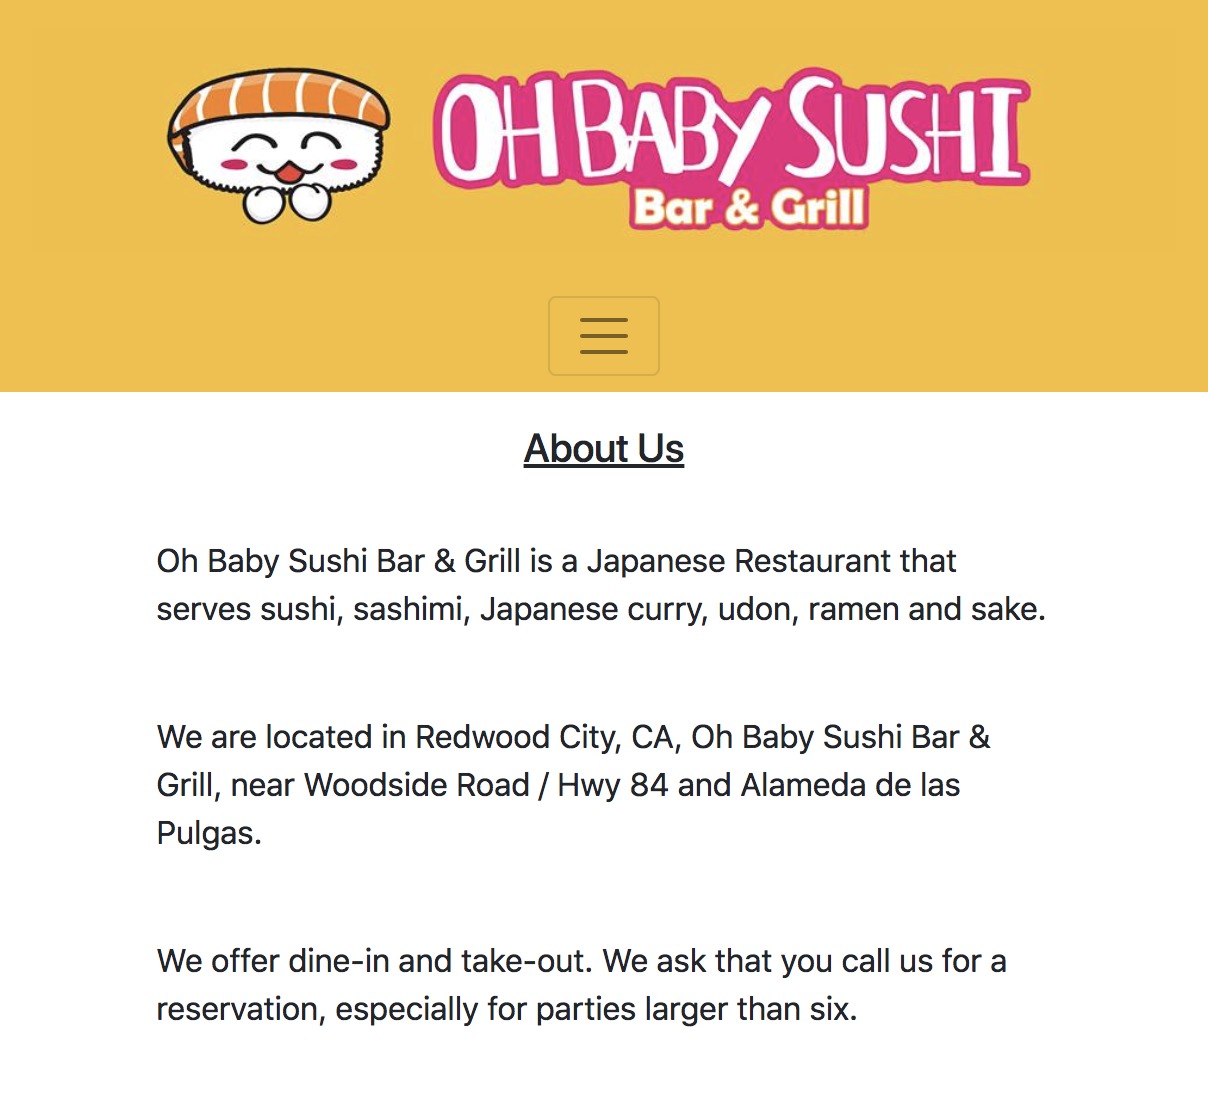 OH BABY SUSHI
Bar & Grill
About Us
Oh Baby Sushi Bar & Grill is a Japanese Restaurant that
serves sushi, sashimi, Japanese curry, udon, ramen and sake.
We are located in Redwood City, CA, Oh Baby Sushi Bar &
Grill, near Woodside Road / Hwy 84 and Alameda de las
Pulgas.
We offer dine-in and take-out. We ask that you call us for a
reservation, especially for parties larger than six.